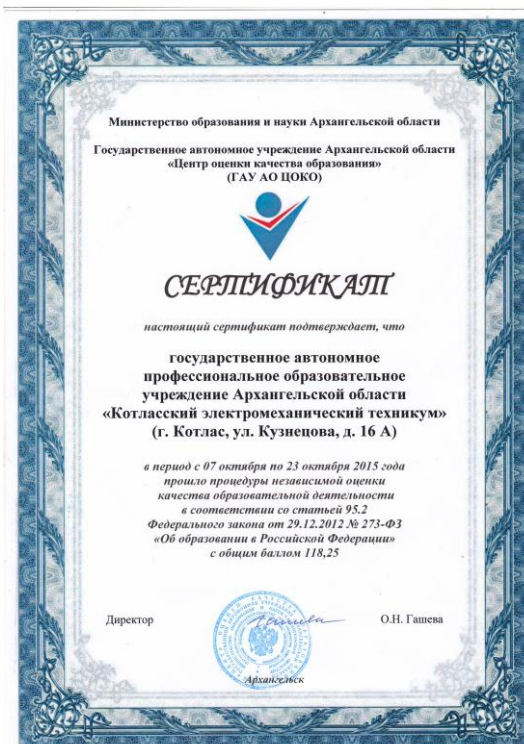 Министерство образования и науки Архангельской области
Государственное автономное учреждение Архангельской области
«Центр оценки качества образования»
(ГАУ АО ЦОКО)
СЕРТИФИКАТ
настоящий сертификат подтверждает, что
государственное автономное
профессиональное образовательное
учреждение Архангельской области
«Котласский электромеханический техникум»
(г. Котлас, ул. Кузнецова, д. 16 А)
в период с 07 октября по 23 октября 2015 года
прошло процедуры независимой оценки
качества образовательной деятельности
в соответствии со статьей 95.2
Федерального закона от 29.12.2012 № 273-ФЗ
«Об образовании в Российской Федерации»
с общим баллом 118,25
Директор
О.Н. Гашева
Архангельск